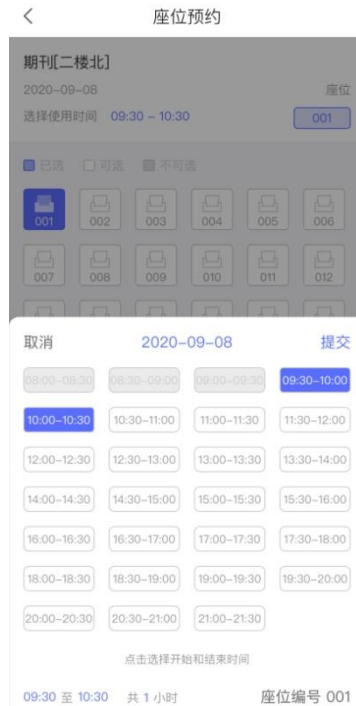 座位预约
期刊[二楼北]
2020-09-08 座位
选择使用时间 09:30 - 10:30 001
已选 可选 不可选
001 002 003 004 005 006
007 008 009 010 011 012
取消 2020-09-08 提交
08:00-08:30 08:30-09:00 09:00-09:30 09:30-10:00
10:00-10:30 10:30-11:00 11:00-11:30 11:30-12:00
12:00-12:30 12:30-13:00 13:00-13:30 13:30-14:00
14:00-14:30 14:30-15:00 15:00-15:30 15:30-16:00
16:00-16:30 16:30-17:00 17:00-17:30 17:30-18:00
18:00-18:30 18:30-19:00 19:00-19:30 19:30-20:00
20:00-20:30 20:30-21:00 21:00-21:30
点击选择开始和结束时间
09:30 至 10:30 共 1 小时 座位编号 001